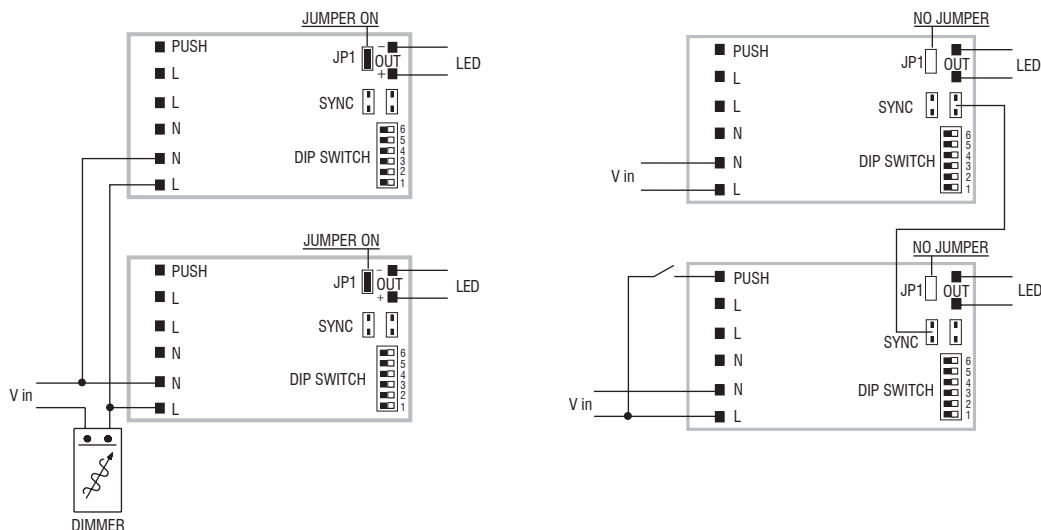 JUMPER ON
PUSH
JP1
-
OUT
+
LED
L
L
SYNC
N
N
L
DIP SWITCH
6
5
4
3
2
1
JUMPER ON
PUSH
JP1
-
OUT
+
LED
L
L
SYNC
N
N
L
DIP SWITCH
6
5
4
3
2
1
V in
DIMMER
NO JUMPER
PUSH
JP1
OUT
LED
L
L
SYNC
N
N
L
DIP SWITCH
6
5
4
3
2
1
V in
NO JUMPER
PUSH
JP1
OUT
LED
L
L
SYNC
N
N
L
DIP SWITCH
6
5
4
3
2
1
V in